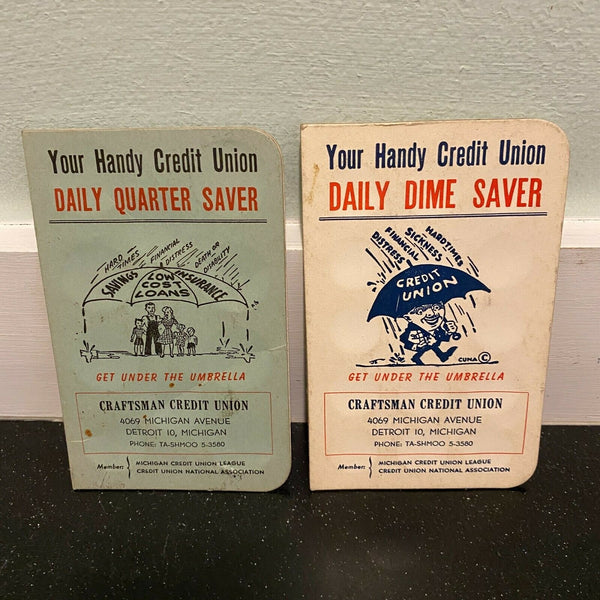 Your Handy Credit Union
DAILY QUARTER SAVER
HARD
TIMES
FINANCIAL
DISTRESS
DEATH OR
DISABILITY
SAVINGS
LOW
COST
LOANS
INSURANCE
GET UNDER THE UMBRELLA
CRAFTSMAN CREDIT UNION
4069 MICHIGAN AVENUE
DETROIT 10, MICHIGAN
PHONE: TA-SHMOO 5-3580
Member: } MICHIGAN CREDIT UNION LEAGUE
CREDIT UNION NATIONAL ASSOCIATION
Your Handy Credit Union
DAILY DIME SAVER
FINANCIAL
DISTRESS
SICKNESS
HARDTIMES
CREDIT
UNION
CUNA ©
GET UNDER THE UMBRELLA
CRAFTSMAN CREDIT UNION
4069 MICHIGAN AVENUE
DETROIT 10, MICHIGAN
PHONE: TA-SHMOO 5-3580
Member: } MICHIGAN CREDIT UNION LEAGUE
CREDIT UNION NATIONAL ASSOCIATION